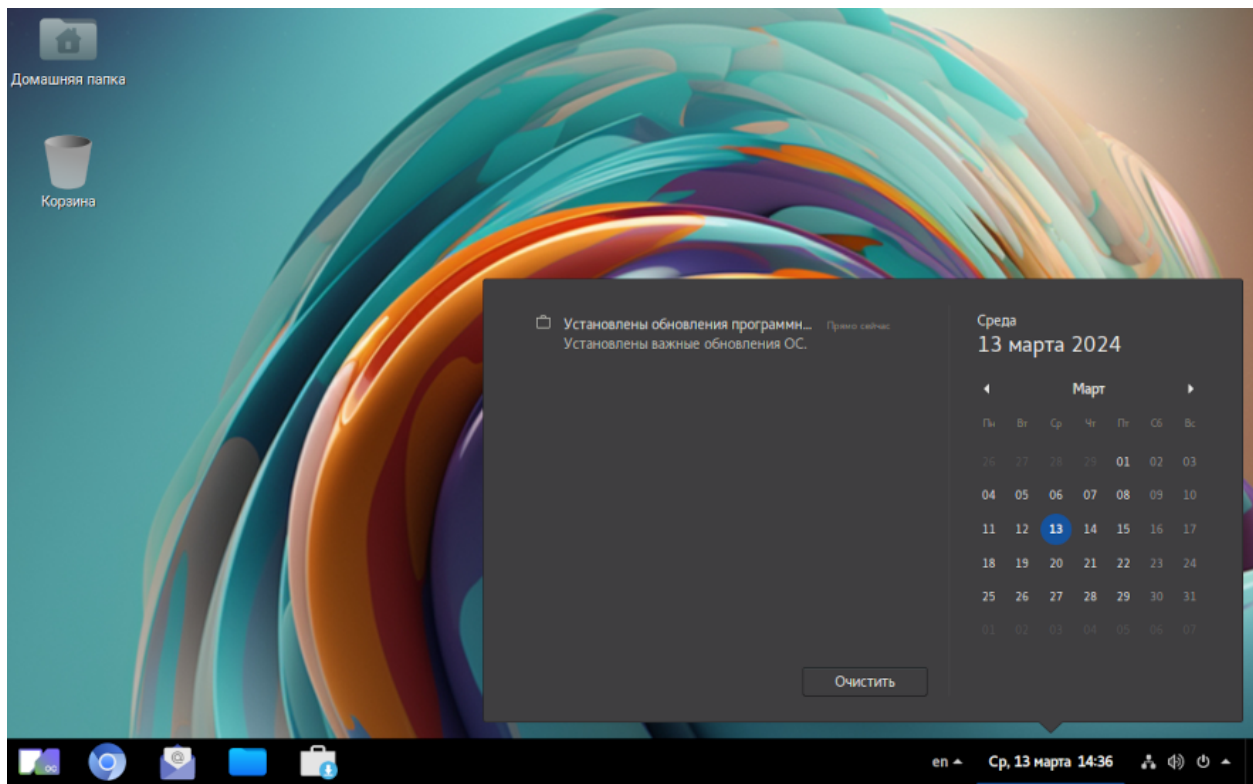 Домашняя папка
Корзина
Установлены обновления программн... Прямо сейчас
Установлены важные обновления ОС.
Очистить
Среда
13 марта 2024
Март
Пн Вт Ср Чт Пт Сб Вс
26 27 28 29 01 02 03
04 05 06 07 08 09 10
11 12 13 14 15 16 17
18 19 20 21 22 23 24
25 26 27 28 29 30 31
01 02 03 04 05 06 07
ОС
@
en Ср, 13 марта 14:36